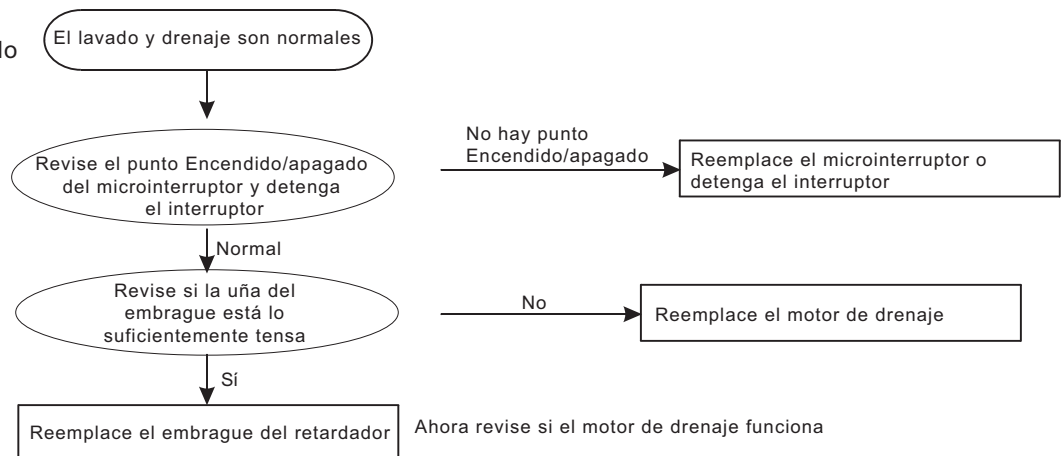 El lavado y drenaje son normales
Revise el punto Encendido/apagado
del microinterruptor y detenga
el interruptor
No hay punto
Encendido/apagado
Reemplace el microinterruptor o
detenga el interruptor
Normal
Revise si la uña del
embrague está lo
suficientemente tensa
No
Reemplace el motor de drenaje
Sí
Reemplace el embrague del retardador
Ahora revise si el motor de drenaje funciona